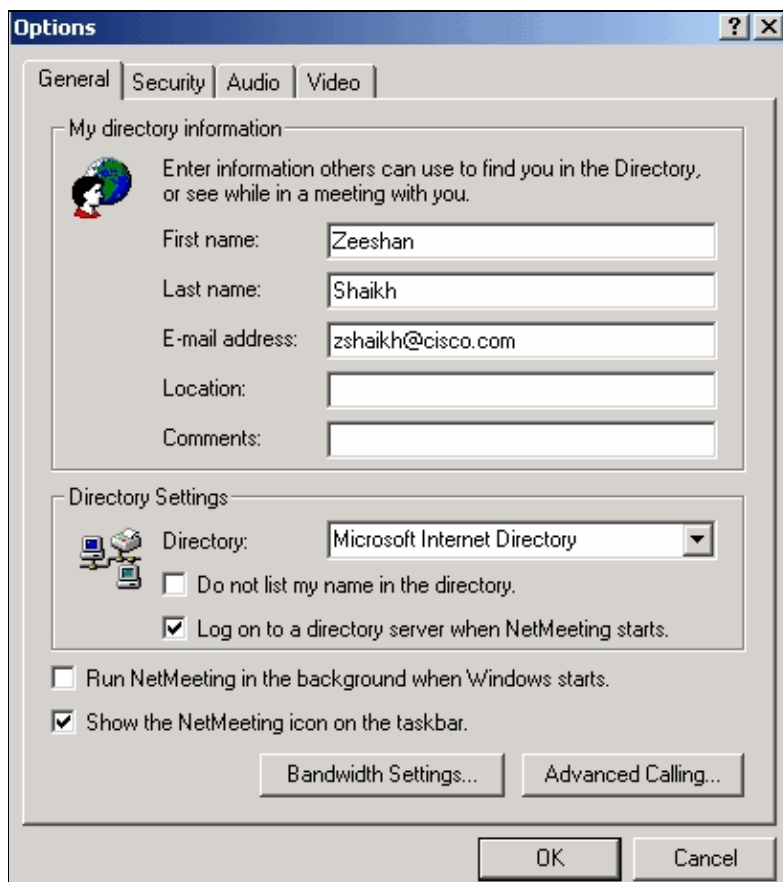 Options
General Security Audio Video
My directory information
Enter information others can use to find you in the Directory,
or see while in a meeting with you.
First name: Zeeshan
Last name: Shaikh
E-mail address: zshaikh@cisco.com
Location:
Comments:
Directory Settings
Directory: Microsoft Internet Directory
Do not list my name in the directory.
Log on to a directory server when NetMeeting starts.
Run NetMeeting in the background when Windows starts.
Show the NetMeeting icon on the taskbar.
Bandwidth Settings... Advanced Calling...
OK Cancel